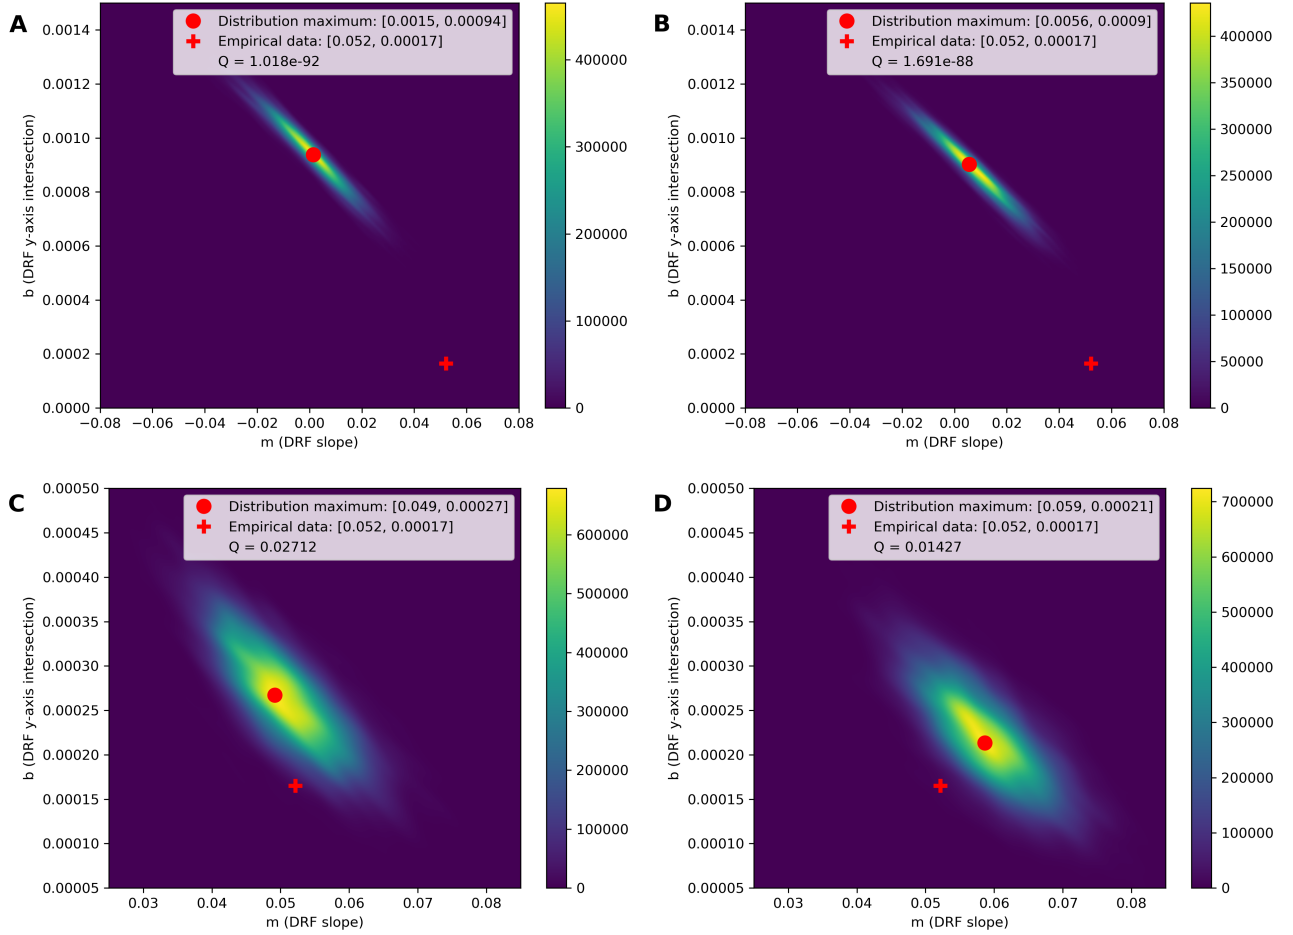 A
Distribution maximum: [0.0015, 0.00094]
Empirical data: [0.052, 0.00017]
Q = 1.018e-92
b (DRF y-axis intersection)
0.0014
0.0012
0.0010
0.0008
0.0006
0.0004
0.0002
0.0000
−0.08 −0.06 −0.04 −0.02 0.00 0.02 0.04 0.06 0.08
m (DRF slope)
400000
300000
200000
100000
0
B
Distribution maximum: [0.0056, 0.0009]
Empirical data: [0.052, 0.00017]
Q = 1.691e-88
b (DRF y-axis intersection)
0.0014
0.0012
0.0010
0.0008
0.0006
0.0004
0.0002
0.0000
−0.08 −0.06 −0.04 −0.02 0.00 0.02 0.04 0.06 0.08
m (DRF slope)
400000
350000
300000
250000
200000
150000
100000
50000
0
C
Distribution maximum: [0.049, 0.00027]
Empirical data: [0.052, 0.00017]
Q = 0.02712
b (DRF y-axis intersection)
0.00050
0.00045
0.00040
0.00035
0.00030
0.00025
0.00020
0.00015
0.00010
0.00005
0.03 0.04 0.05 0.06 0.07 0.08
m (DRF slope)
600000
500000
400000
300000
200000
100000
0
D
Distribution maximum: [0.059, 0.00021]
Empirical data: [0.052, 0.00017]
Q = 0.01427
b (DRF y-axis intersection)
0.00050
0.00045
0.00040
0.00035
0.00030
0.00025
0.00020
0.00015
0.00010
0.00005
0.03 0.04 0.05 0.06 0.07 0.08
m (DRF slope)
700000
600000
500000
400000
300000
200000
100000
0